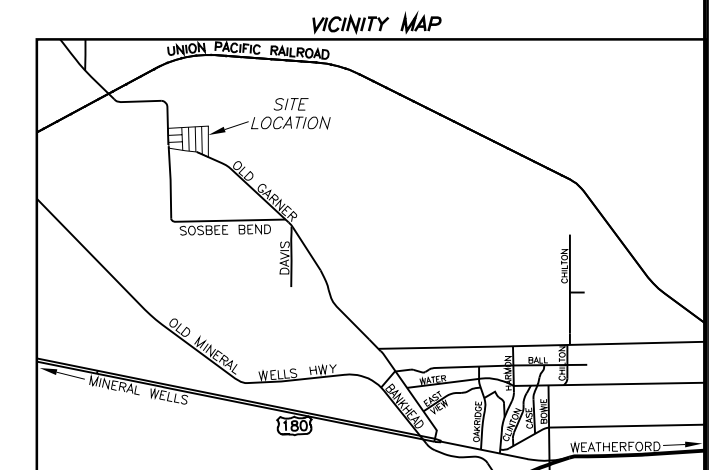 VICINITY MAP
UNION PACIFIC RAILROAD
SITE
LOCATION
OLD GARNER
SOSBEE BEND
DAVIS
CHILTON
OLD MINERAL
WELLS HWY
MINERAL WELLS
180
BANKHEAD
WATER
EAST
VIEW
OAKRIDGE
HARMON
BALL
CHILTON
CLINTON
CASE
BOWIE
WEATHERFORD